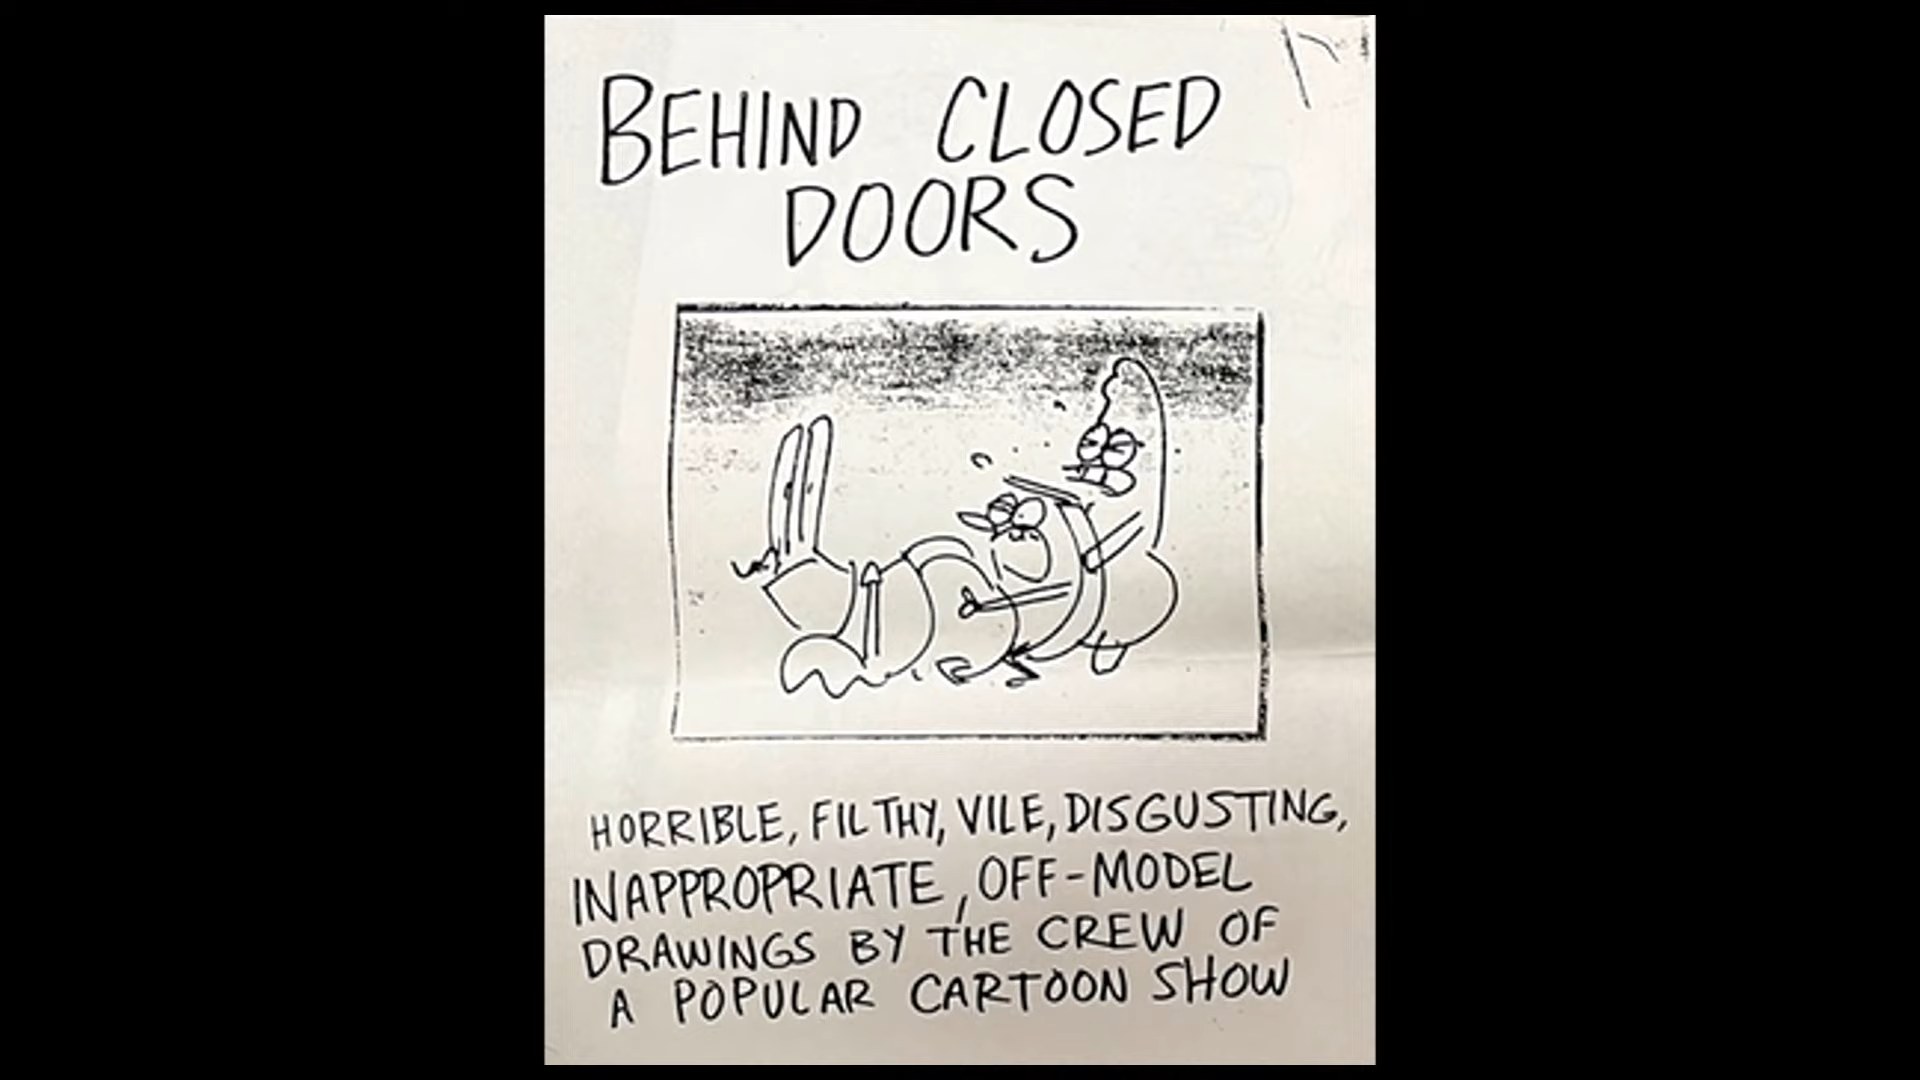 BEHIND CLOSED
DOORS
HORRIBLE, FILTHY, VILE, DISGUSTING,
INAPPROPRIATE, OFF-MODEL
DRAWINGS BY THE CREW OF
A POPULAR CARTOON SHOW